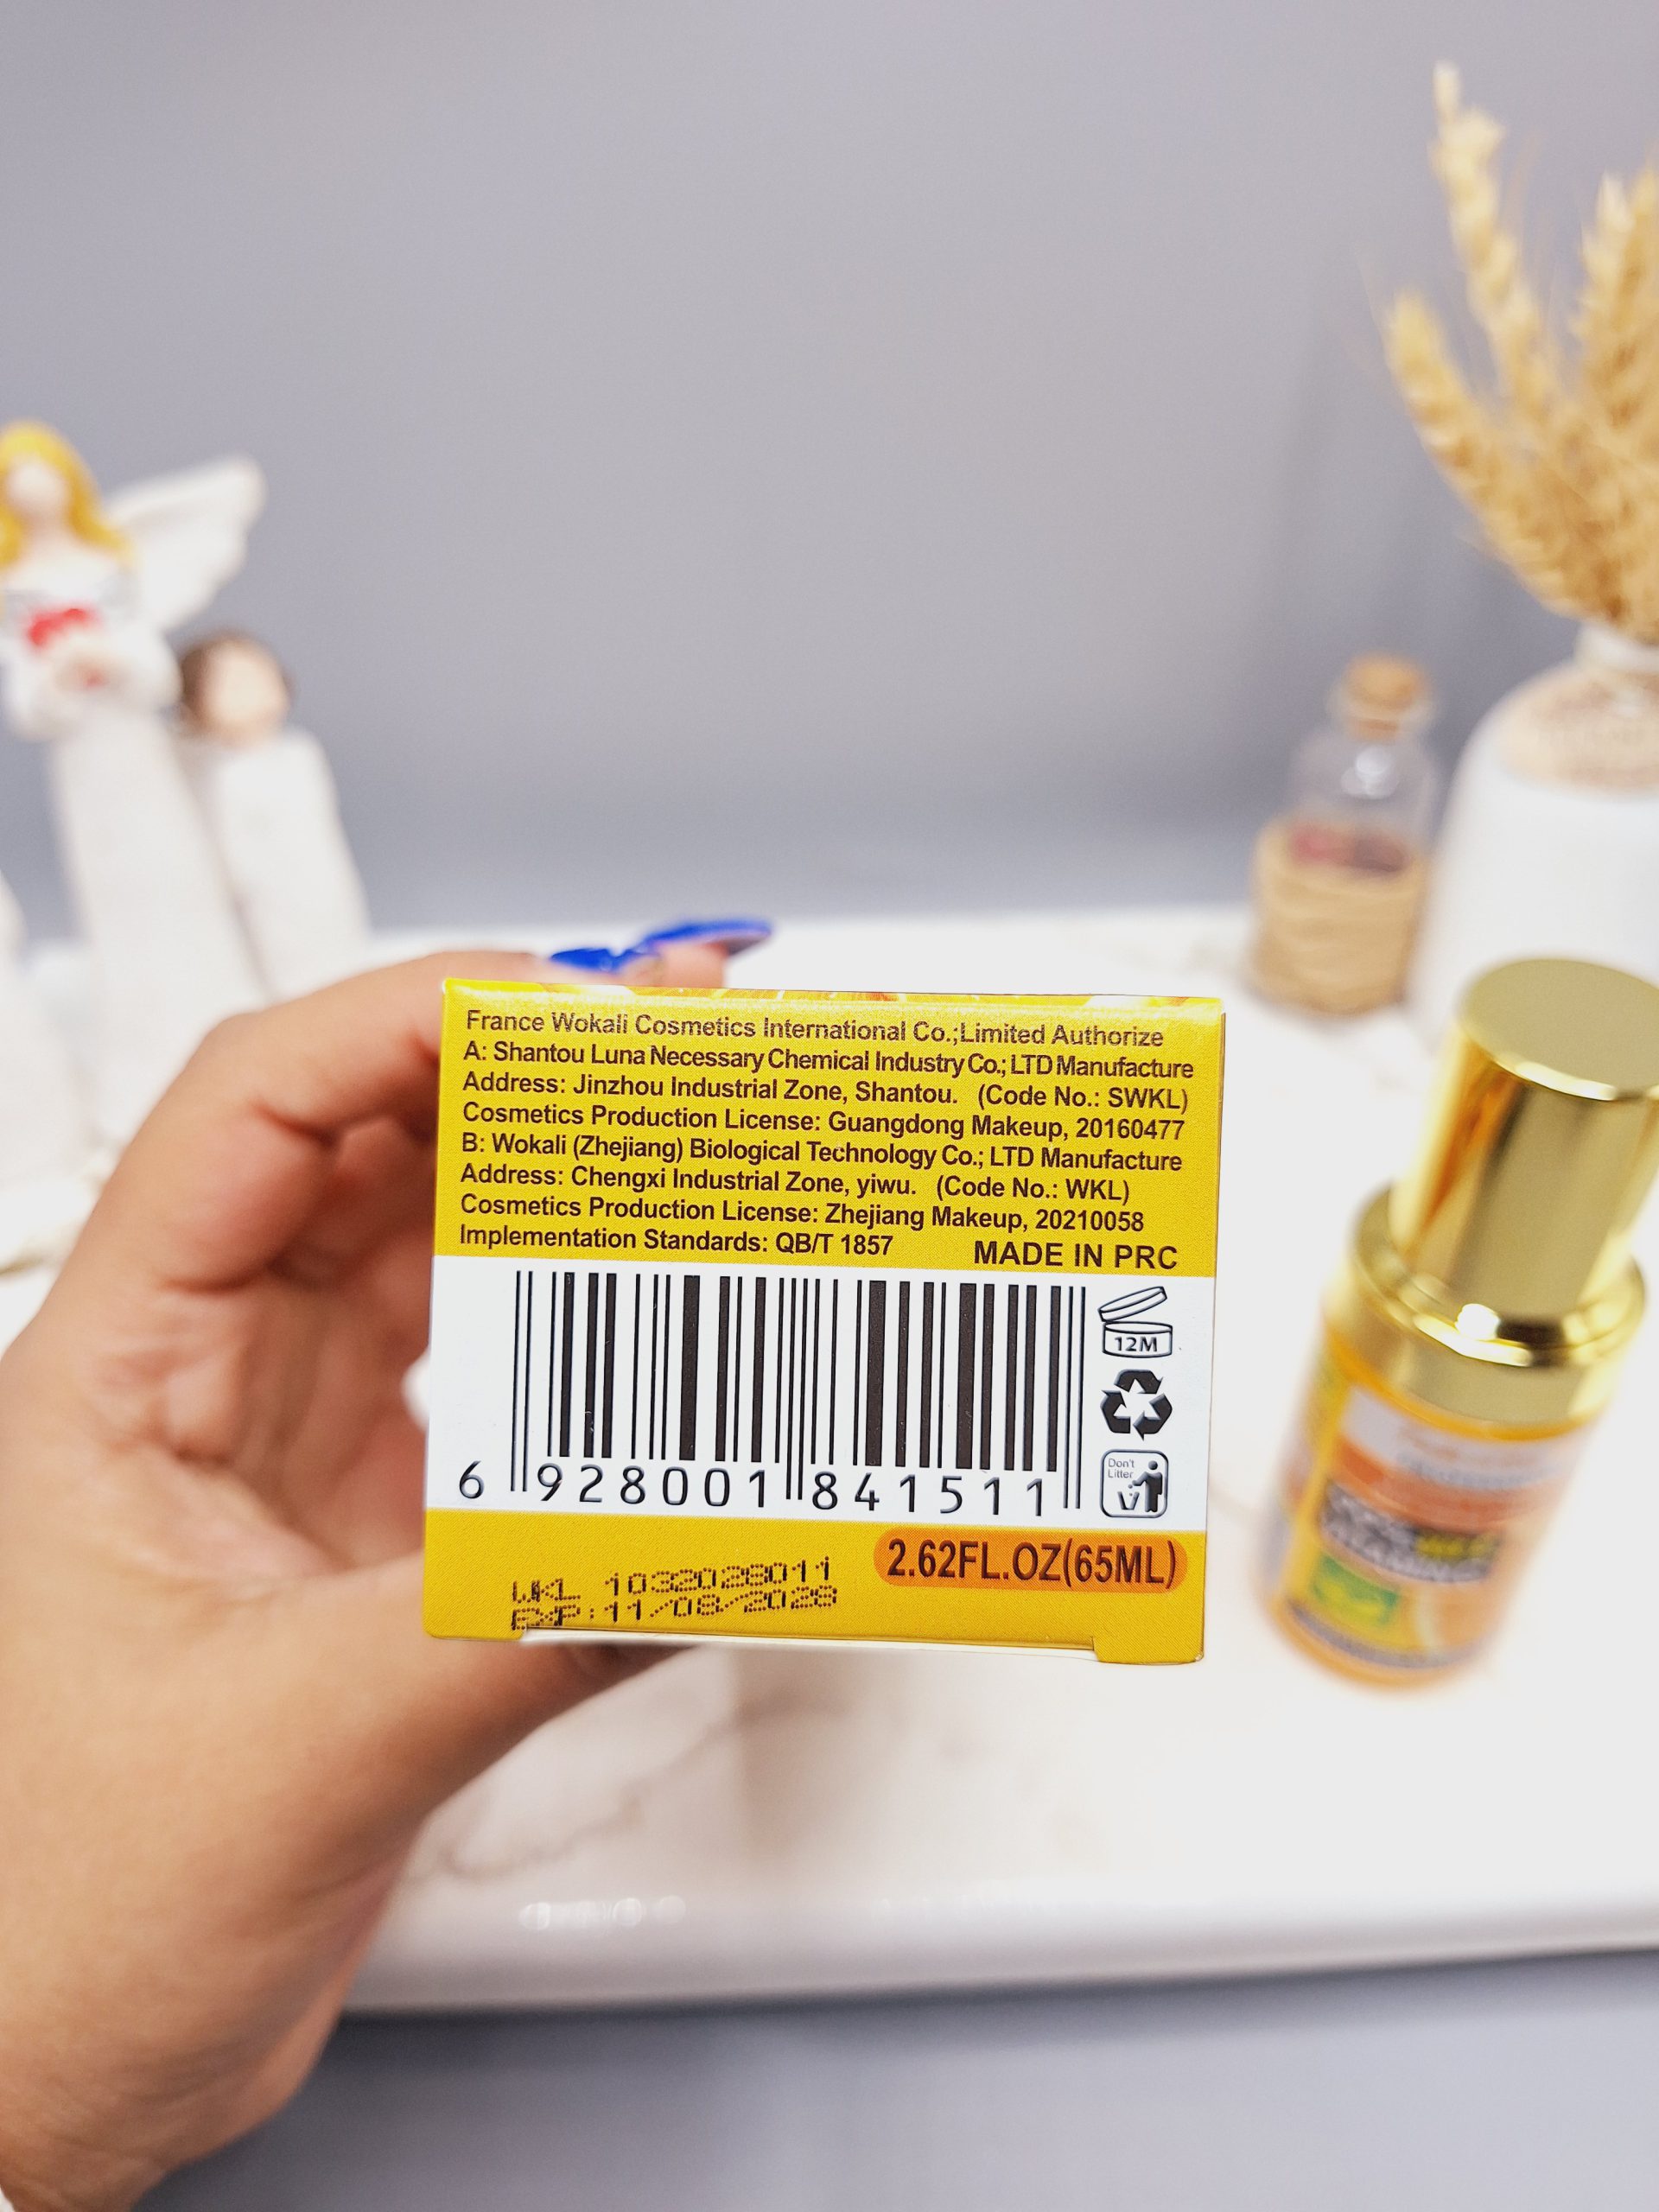 France Wokali Cosmetics International Co.;Limited Authorize
A: Shantou Luna Necessary Chemical Industry Co.; LTD Manufacture
Address: Jinzhou Industrial Zone, Shantou. (Code No.: SWKL)
Cosmetics Production License: Guangdong Makeup, 20160477
B: Wokali (Zhejiang) Biological Technology Co.; LTD Manufacture
Address: Chengxi Industrial Zone, yiwu. (Code No.: WKL)
Cosmetics Production License: Zhejiang Makeup, 20210058
Implementation Standards: QB/T 1857 MADE IN PRC
12M
Don't
Litter
6 928001 841511
2.62FL.OZ(65ML)
WKL 1032028011
EXP:11/08/2028